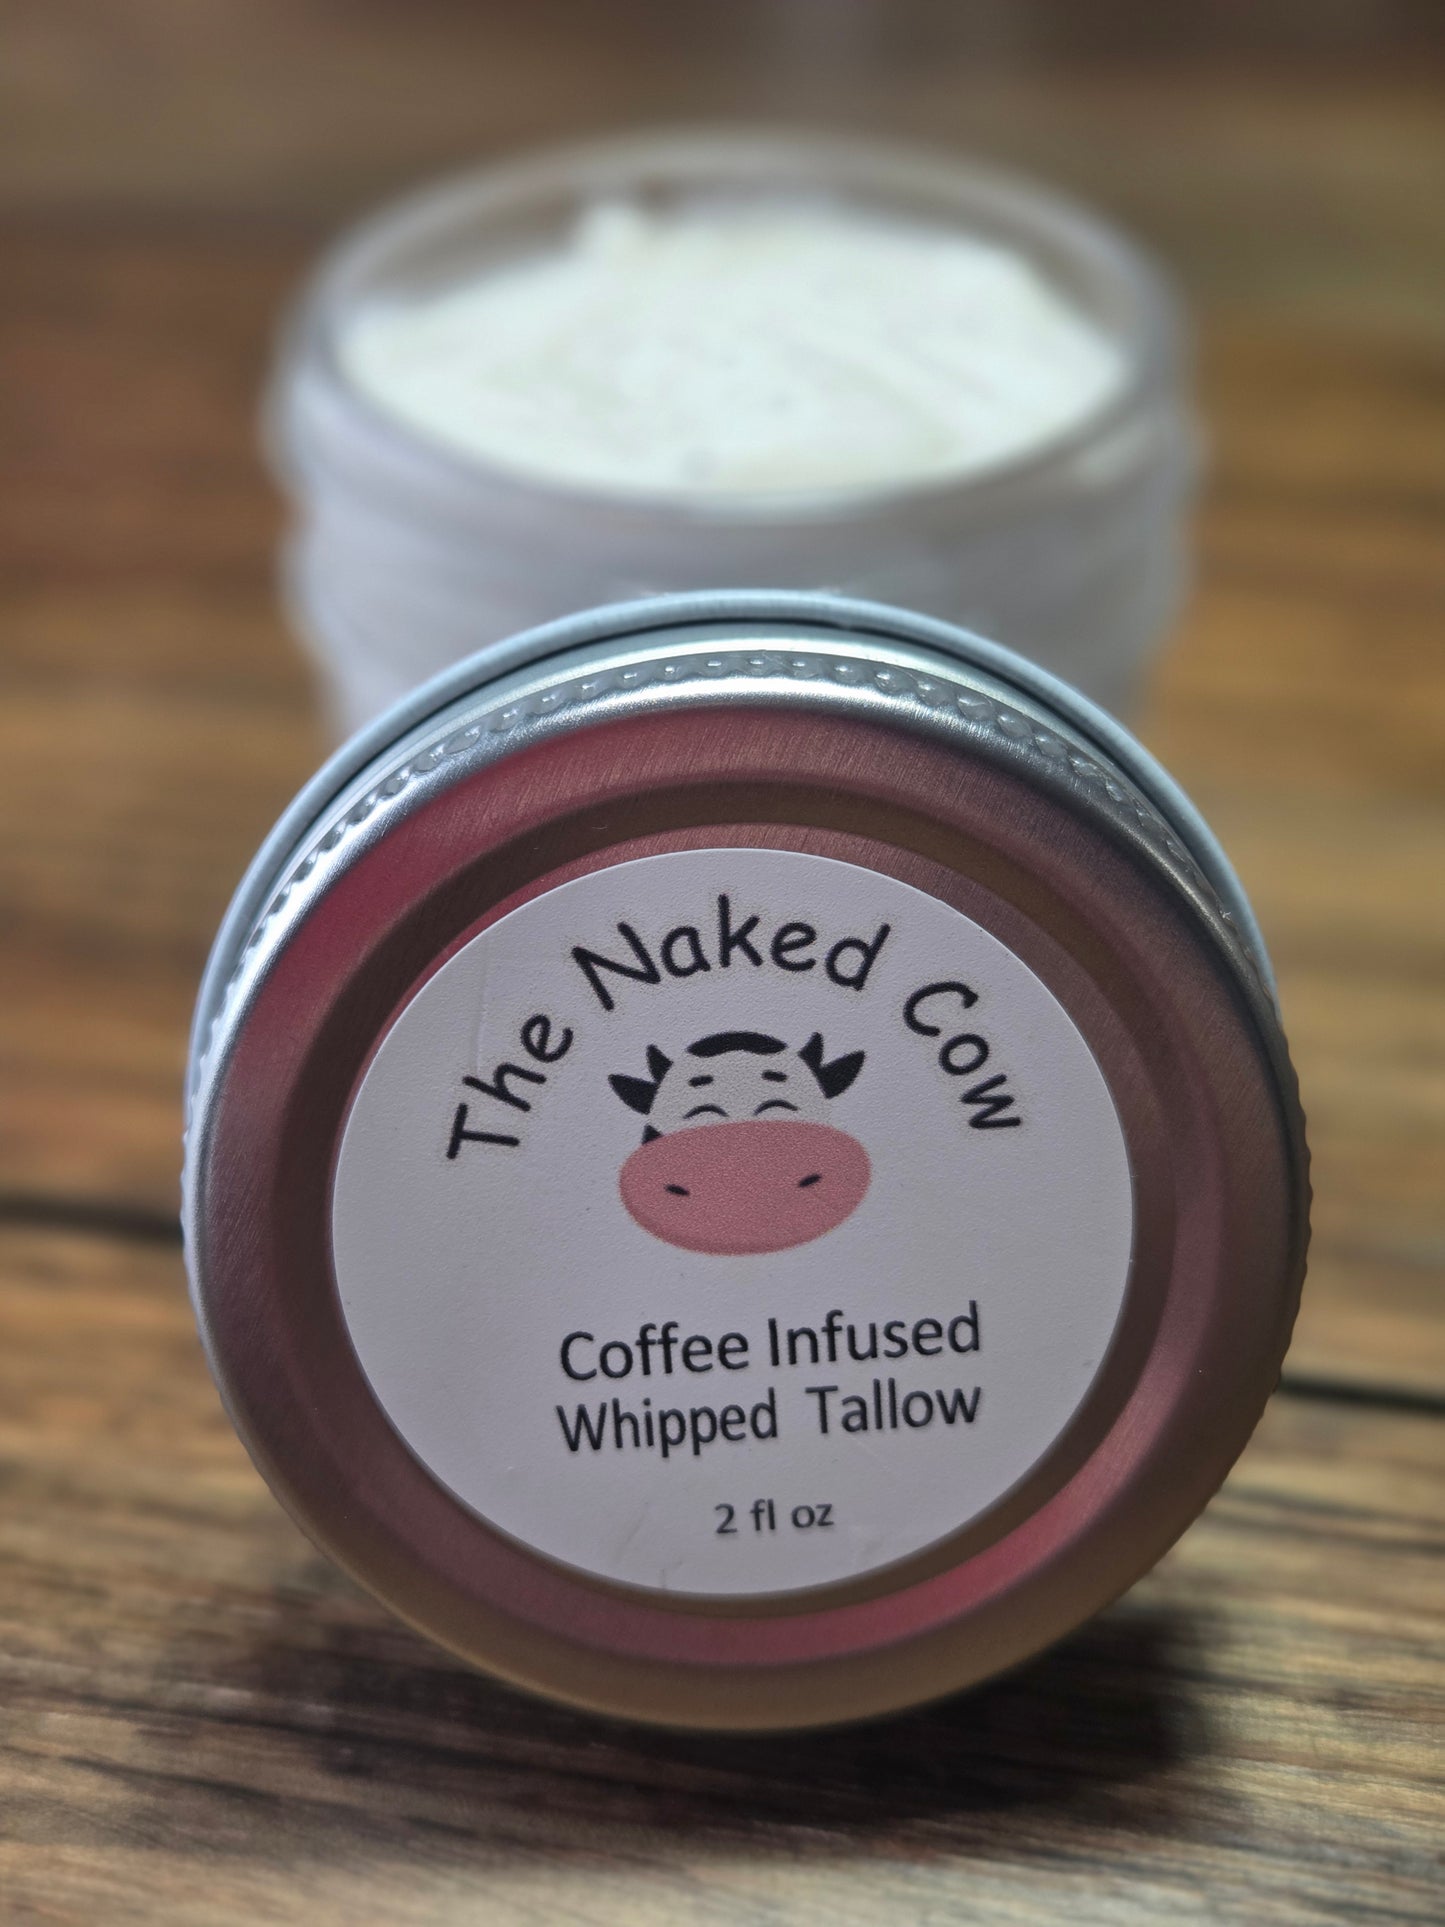 The Naked Cow
Coffee Infused
Whipped Tallow
2 fl oz